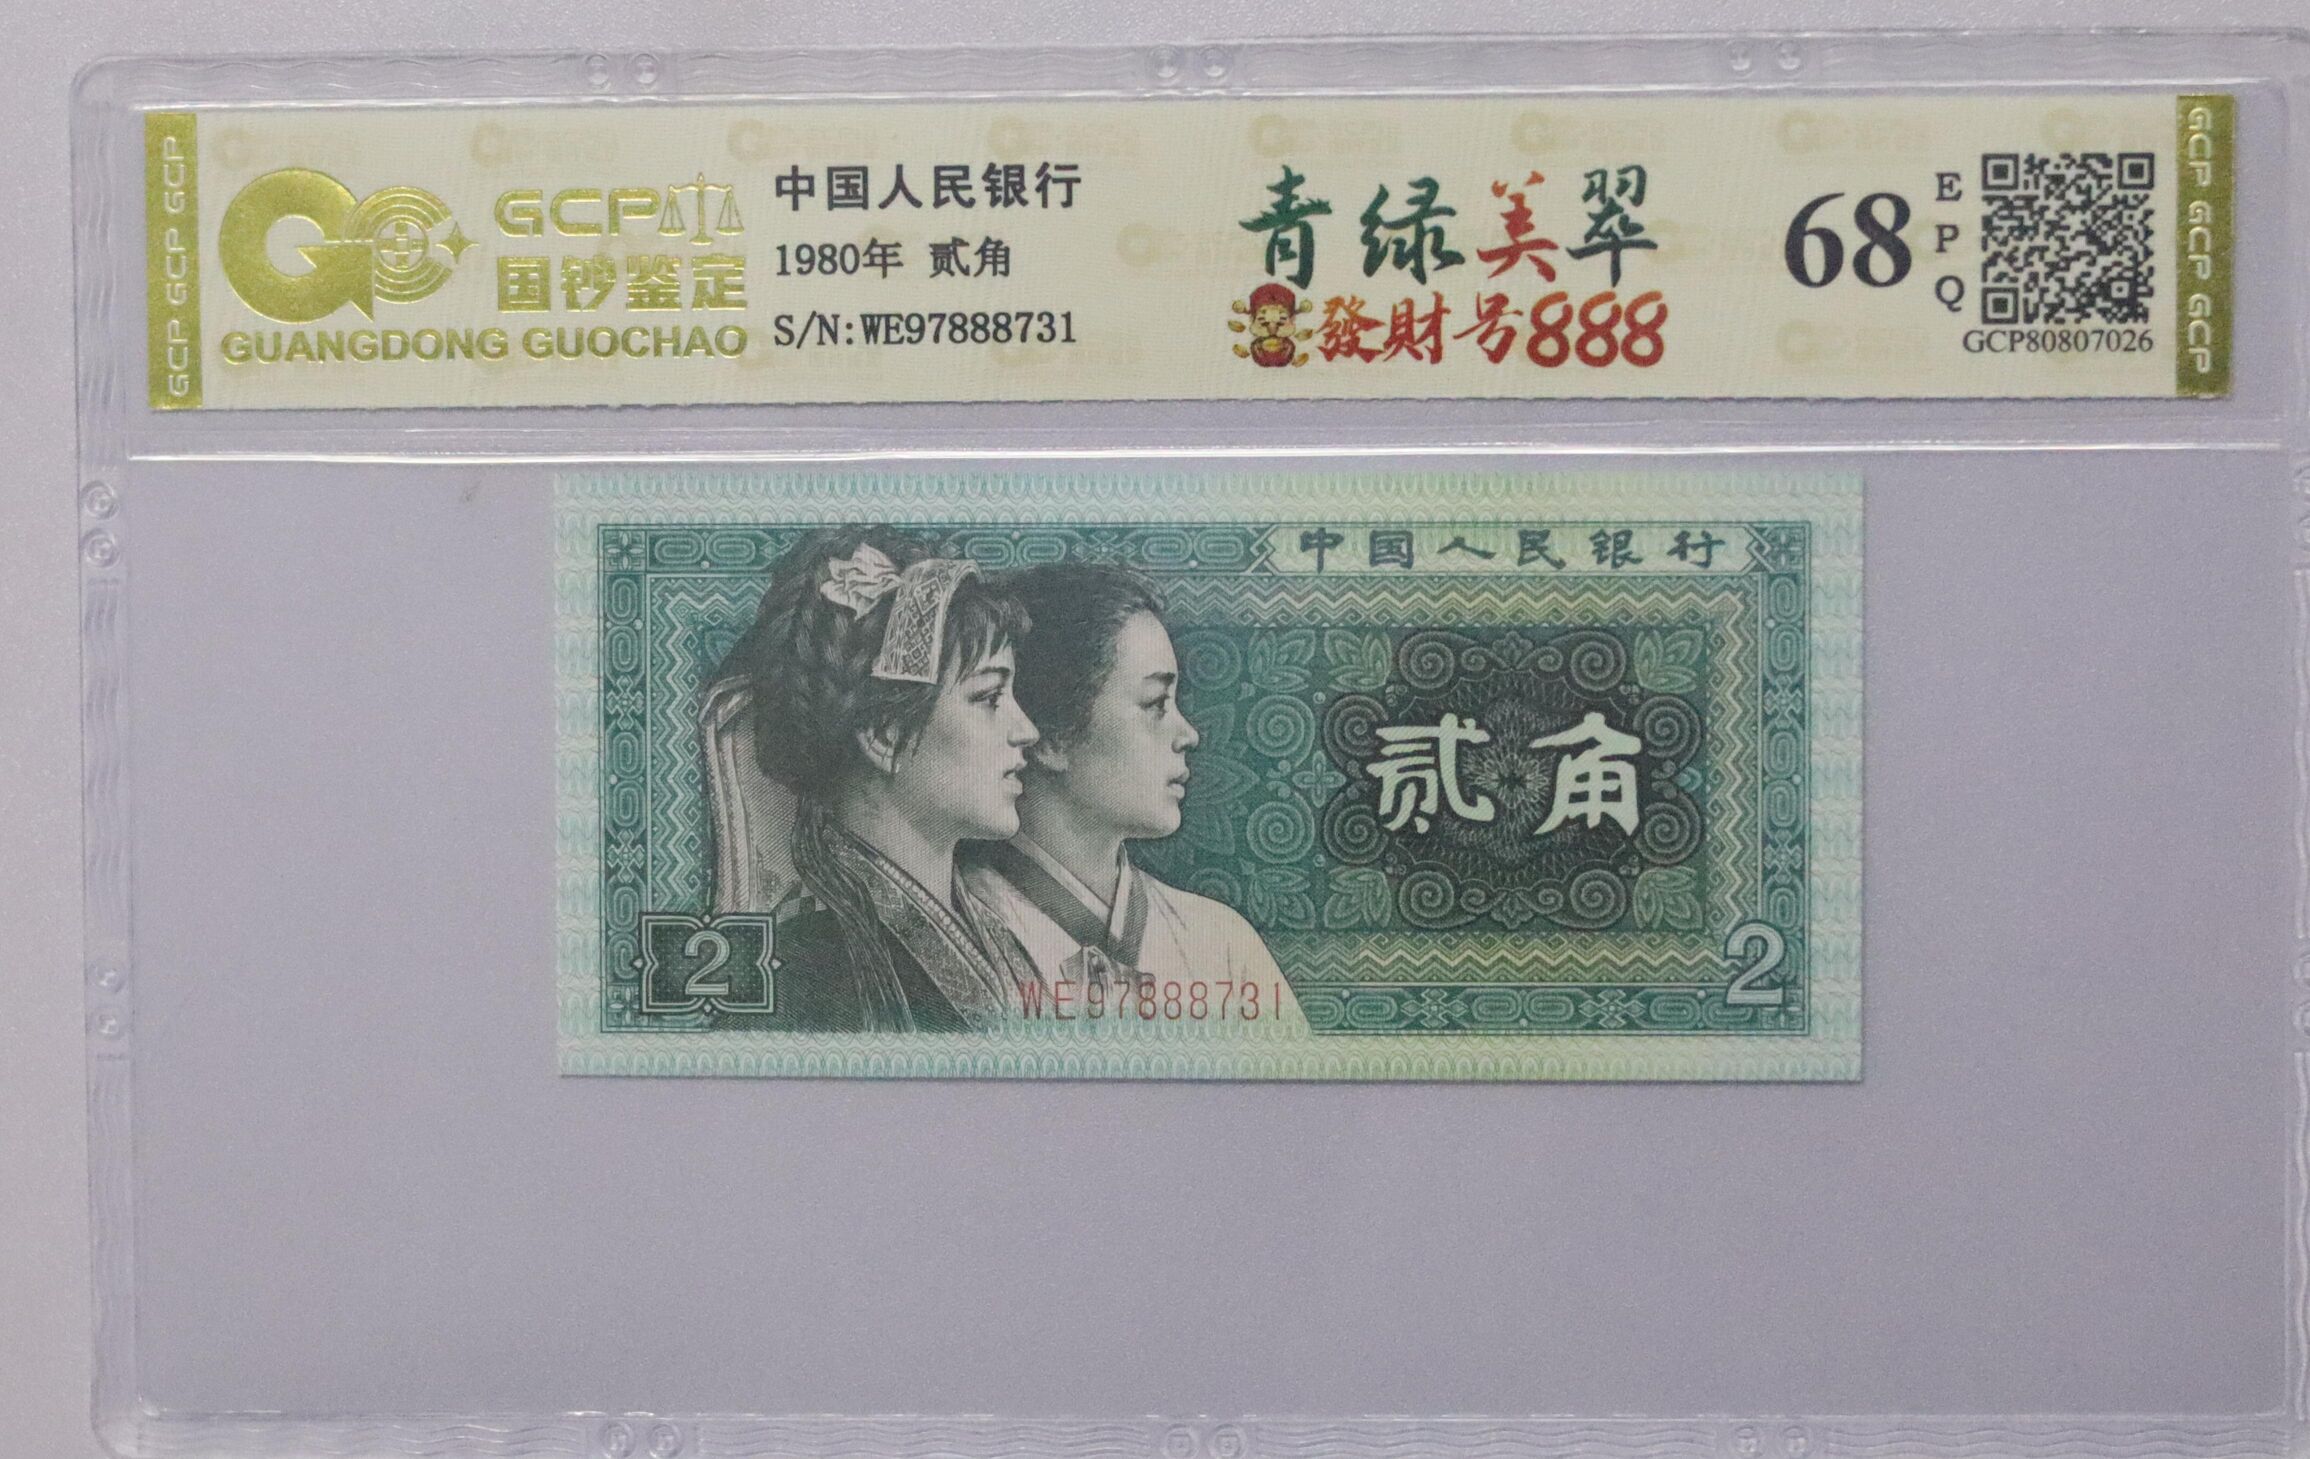 GCP GCP GCP
GCP
国钞鉴定
GUANGDONG GUOCHAO
中国人民银行
1980年 贰角
S/N:WE97888731
青绿美翠
發財号888
68
E
P
Q
GCP80807026
GCP GCP GCP
中国人民银行
贰角
2
WE97888731
2